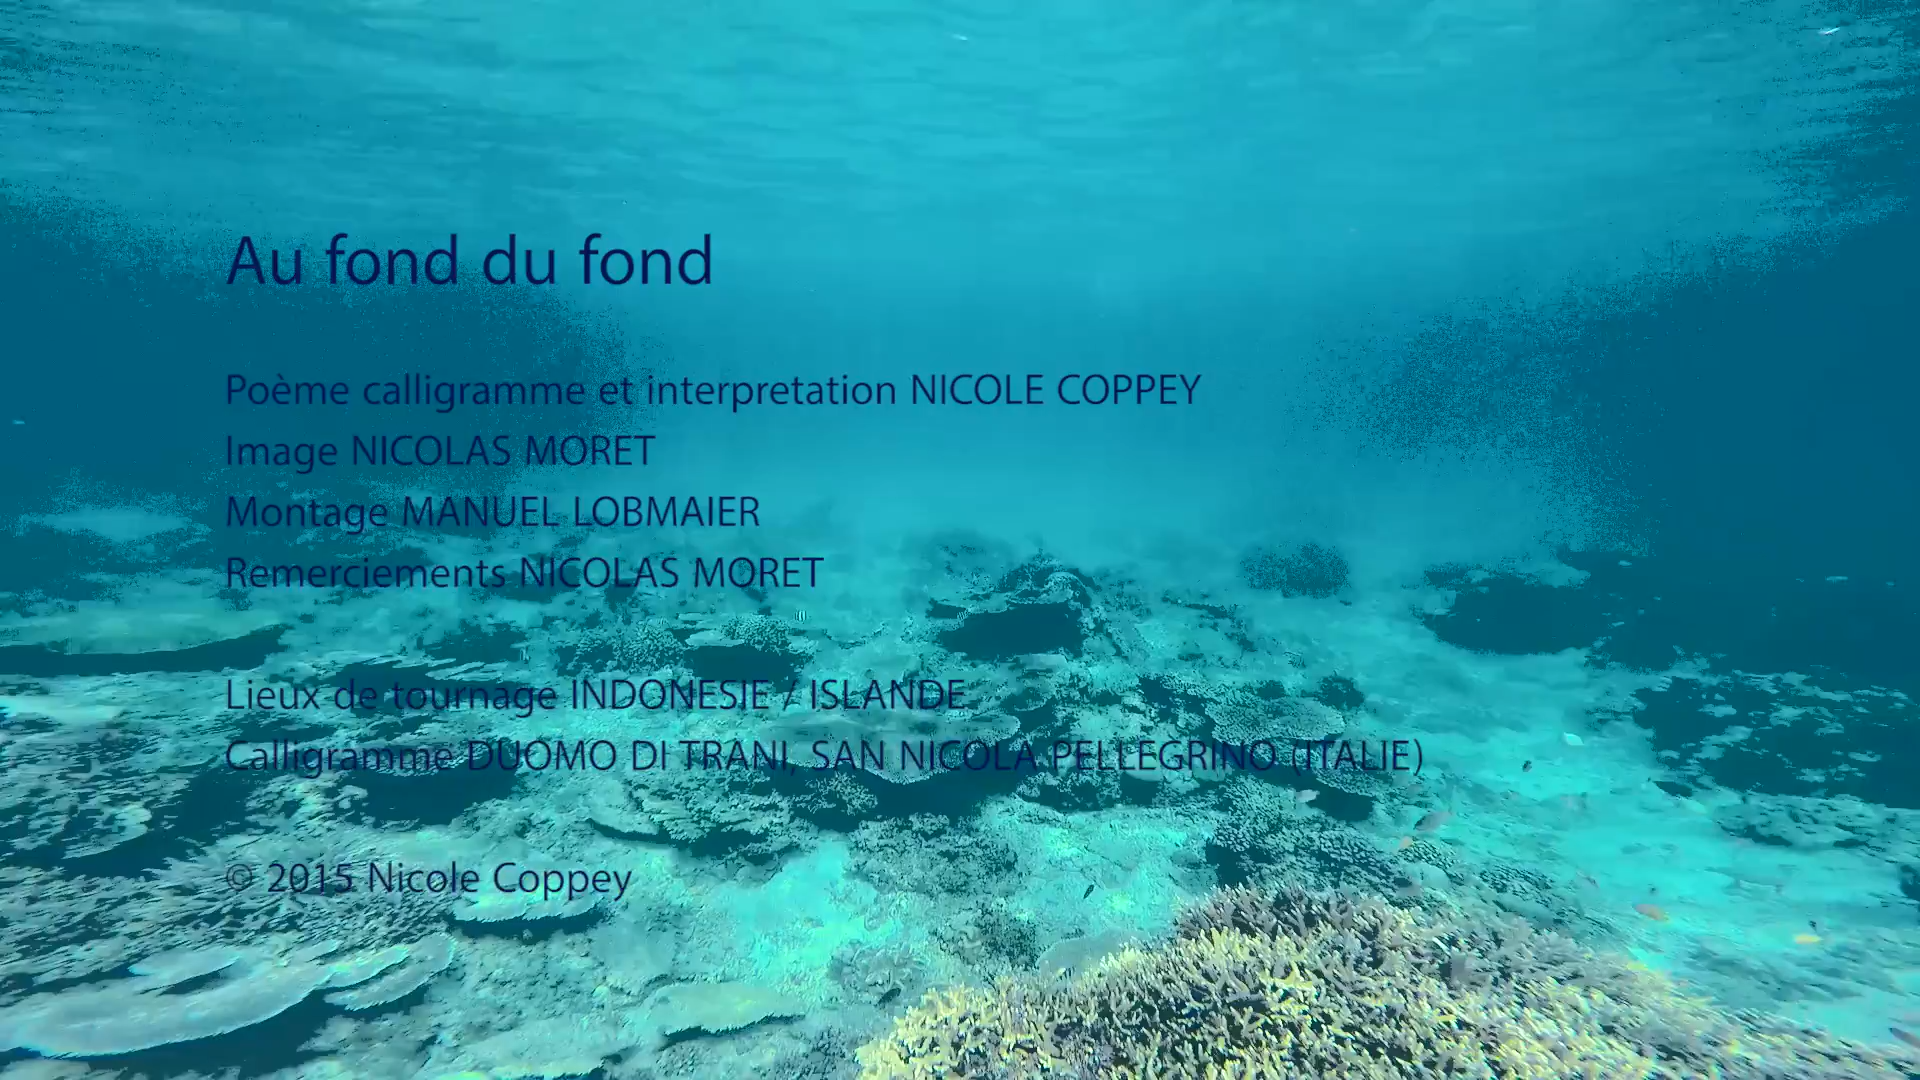 Au fond du fond
Poème calligramme et interpretation NICOLE COPPEY
Image NICOLAS MORET
Montage MANUEL LOBMAIER
Remerciements NICOLAS MORET
Lieux de tournage INDONESIE / ISLANDE
Calligramme DUOMO DI TRANI, SAN NICOLA PELLEGRINO (ITALIE)
© 2015 Nicole Coppey